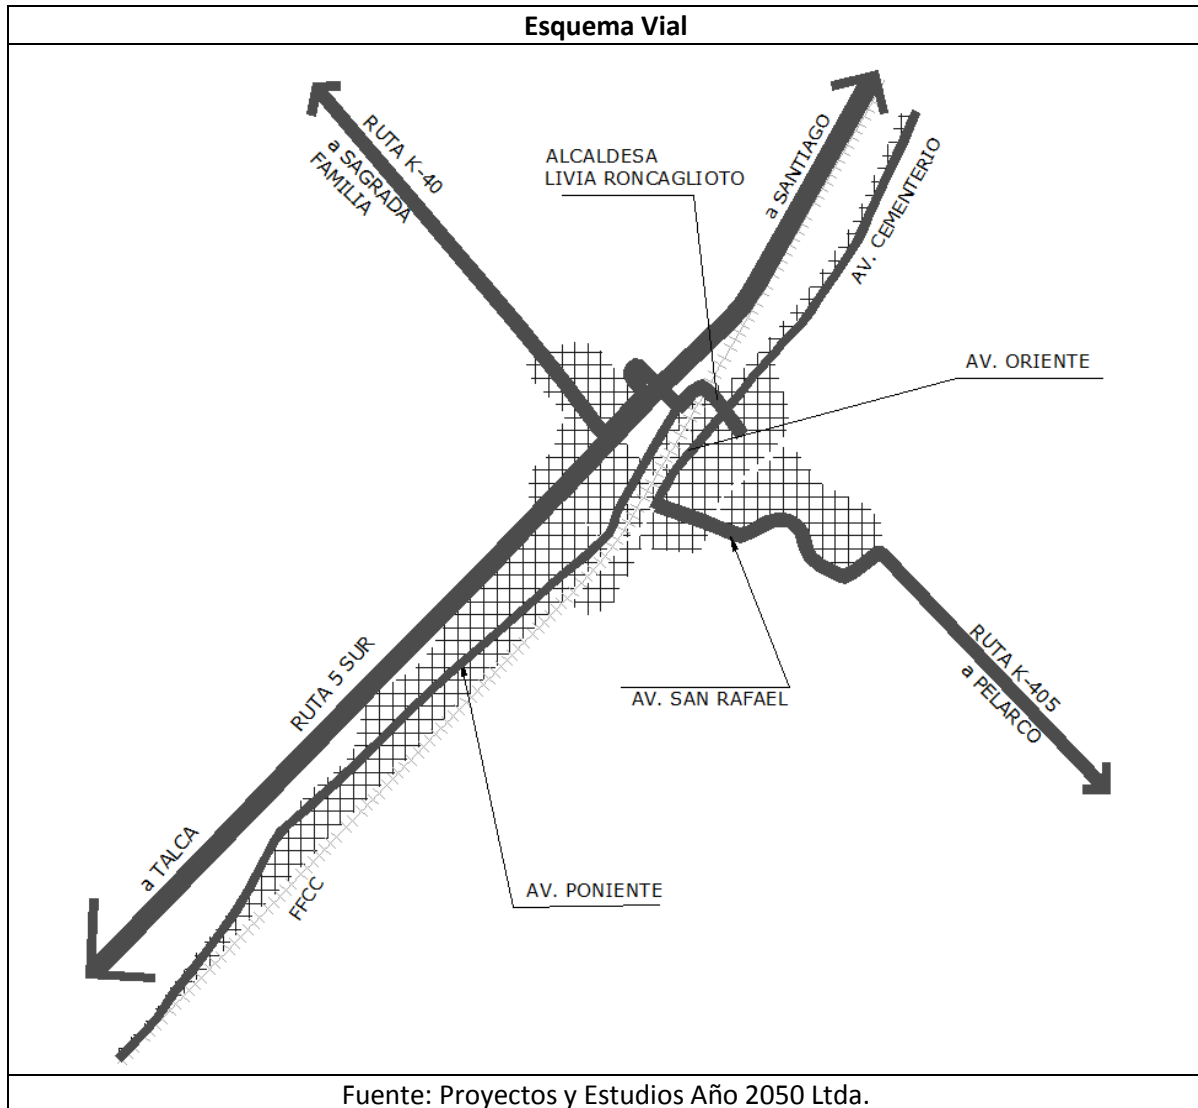 Esquema Vial
RUTA K-40
a SAGRADA
FAMILIA
ALCALDESA
LIVIA RONCAGLIOTO
a SANTIAGO
AV. CEMENTERIO
AV. ORIENTE
RUTA 5 SUR
AV. SAN RAFAEL
RUTA K-405
a PELARCO
a TALCA
FFCC
AV. PONIENTE
Fuente: Proyectos y Estudios Año 2050 Ltda.